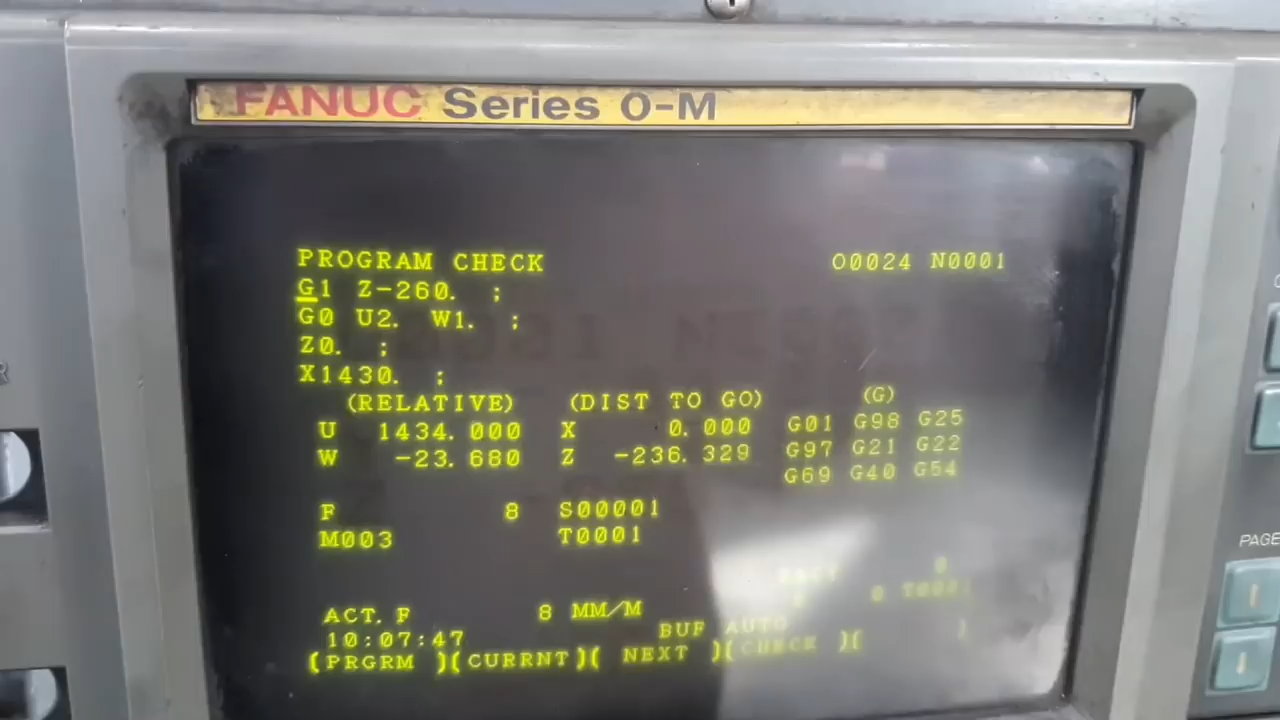 FANUC Series O-M
PROGRAM CHECK O0024 N0001
G1 Z-260. ;
G0 U2. W1. ;
Z0. ;
X1430. ;
(RELATIVE) (DIST TO GO) (G)
U 1434.000 X 0.000 G01 G98 G25
W -23.680 Z -236.329 G97 G21 G22
G69 G40 G54
F 8 S00001
M003 T0001
0
0
ACT. F 8 MM/M
10:07:47 BUF AUTO
(PRGRM )(CURRNT)( NEXT )(CHECK )( )
PAGE